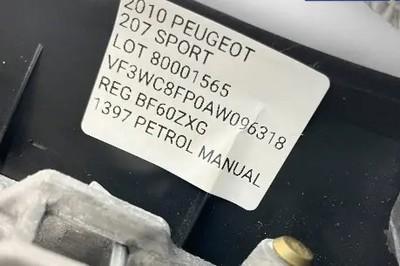 2010 PEUGEOT
207 SPORT
LOT 80001565
VF3WC8FP0AW096318
REG BF60ZXG
1397 PETROL MANUAL